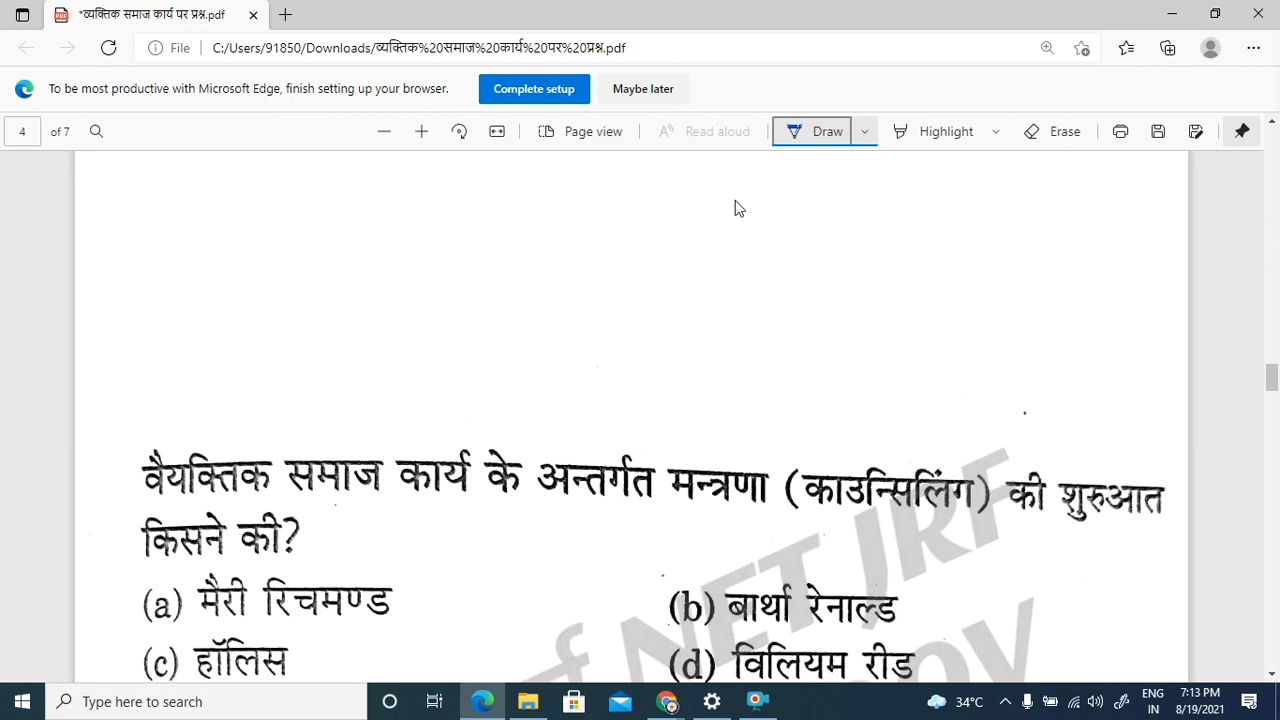 *व्यक्तिक समाज कार्य पर प्रश्न.pdf
File C:/Users/91850/Downloads/व्यक्तिक%20समाज%20कार्य%20पर%20प्रश्न.pdf
To be most productive with Microsoft Edge, finish setting up your browser. Complete setup Maybe later
4 of 7 Page view Read aloud Draw Highlight Erase
वैयक्तिक समाज कार्य के अन्तर्गत मन्त्रणा (काउन्सिलिंग) की शुरुआत
किसने की?
(a) मैरी रिचमण्ड (b) बार्था रेनाल्ड
(c) हॉलिस (d) विलियम रीड
NET JRF
Type here to search 34°C ENG IN 7:13 PM 8/19/2021